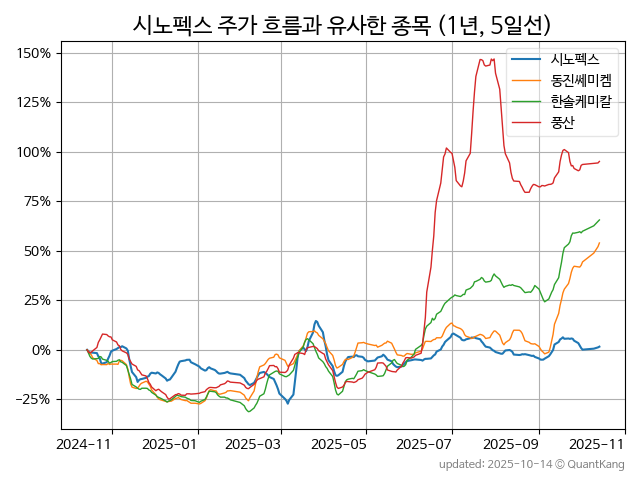 시노펙스 주가 흐름과 유사한 종목 (1년, 5일선)
150%
125%
100%
75%
50%
25%
0%
−25%
시노펙스
동진쎄미켐
한솔케미칼
풍산
2024-11
2025-01
2025-03
2025-05
2025-07
2025-09
2025-11
updated: 2025-10-14 © QuantKang